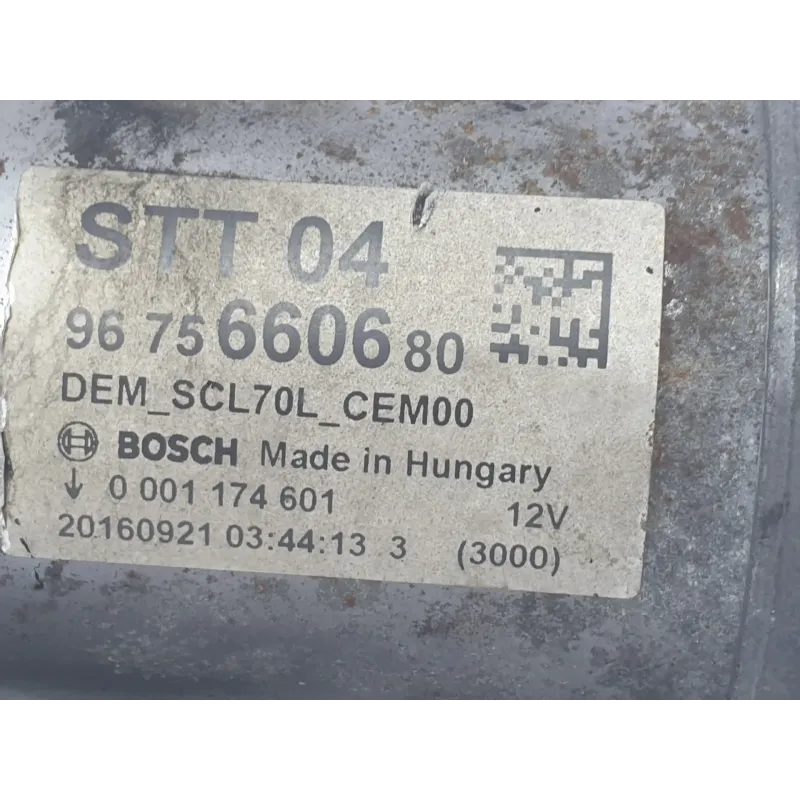 STT 04
96 75 6606 80
DEM_SCL70L_CEM00
BOSCH Made in Hungary
↓ 0 001 174 601 12V
20160921 03:44:13 3 (3000)